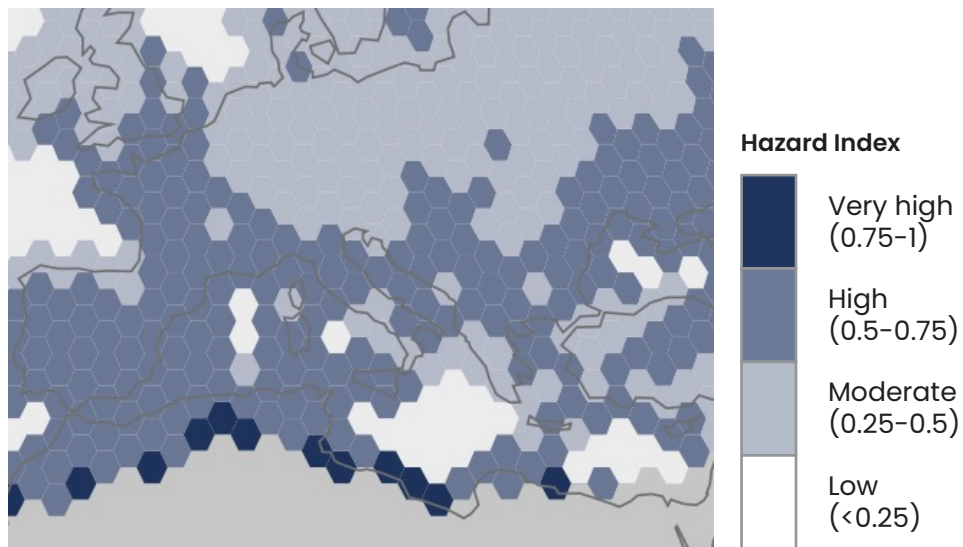 Hazard Index
Very high
(0.75-1)
High
(0.5-0.75)
Moderate
(0.25-0.5)
Low
(<0.25)